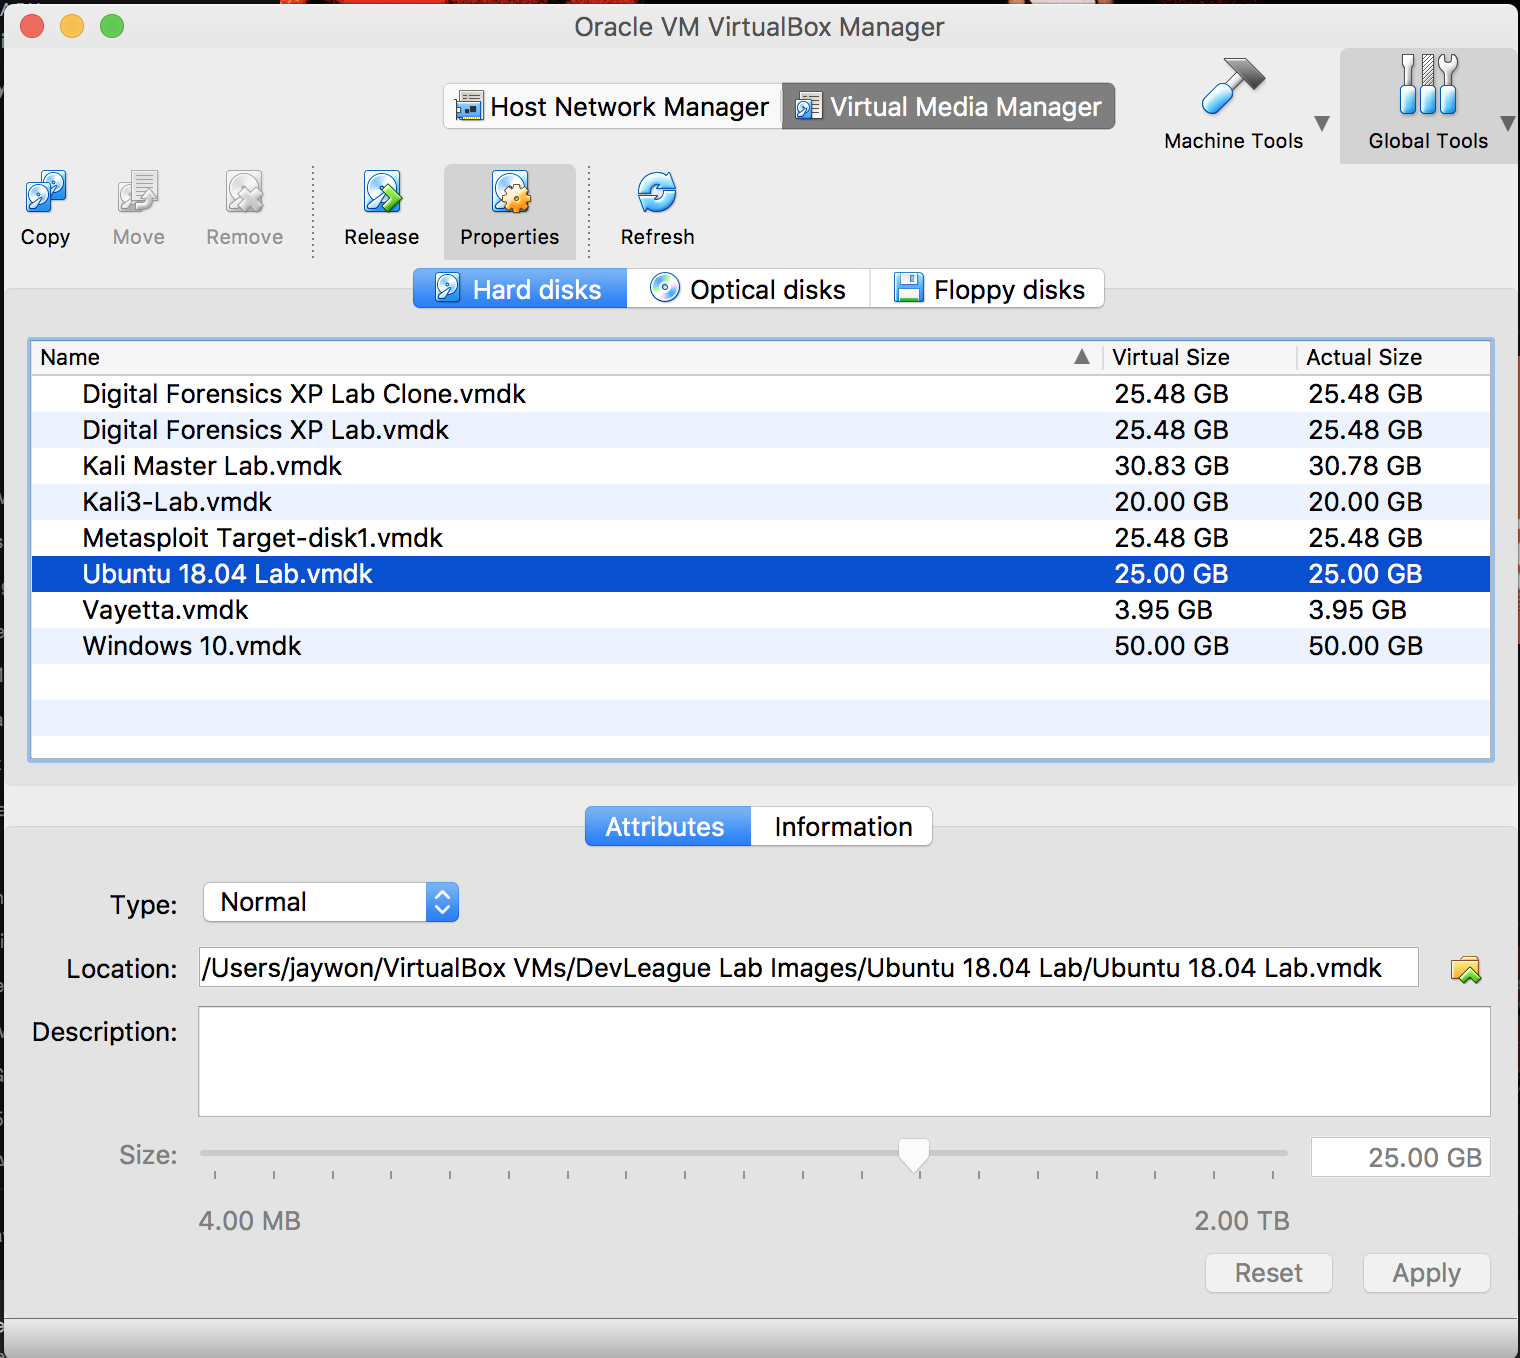 Oracle VM VirtualBox Manager
Host Network Manager Virtual Media Manager
Machine Tools Global Tools
Copy Move Remove Release Properties Refresh
Hard disks Optical disks Floppy disks
Name Virtual Size Actual Size
Digital Forensics XP Lab Clone.vmdk 25.48 GB 25.48 GB
Digital Forensics XP Lab.vmdk 25.48 GB 25.48 GB
Kali Master Lab.vmdk 30.83 GB 30.78 GB
Kali3-Lab.vmdk 20.00 GB 20.00 GB
Metasploit Target-disk1.vmdk 25.48 GB 25.48 GB
Ubuntu 18.04 Lab.vmdk 25.00 GB 25.00 GB
Vayetta.vmdk 3.95 GB 3.95 GB
Windows 10.vmdk 50.00 GB 50.00 GB
Attributes Information
Type: Normal
Location: /Users/jaywon/VirtualBox VMs/DevLeague Lab Images/Ubuntu 18.04 Lab/Ubuntu 18.04 Lab.vmdk
Description:
Size: 25.00 GB
4.00 MB 2.00 TB
Reset Apply